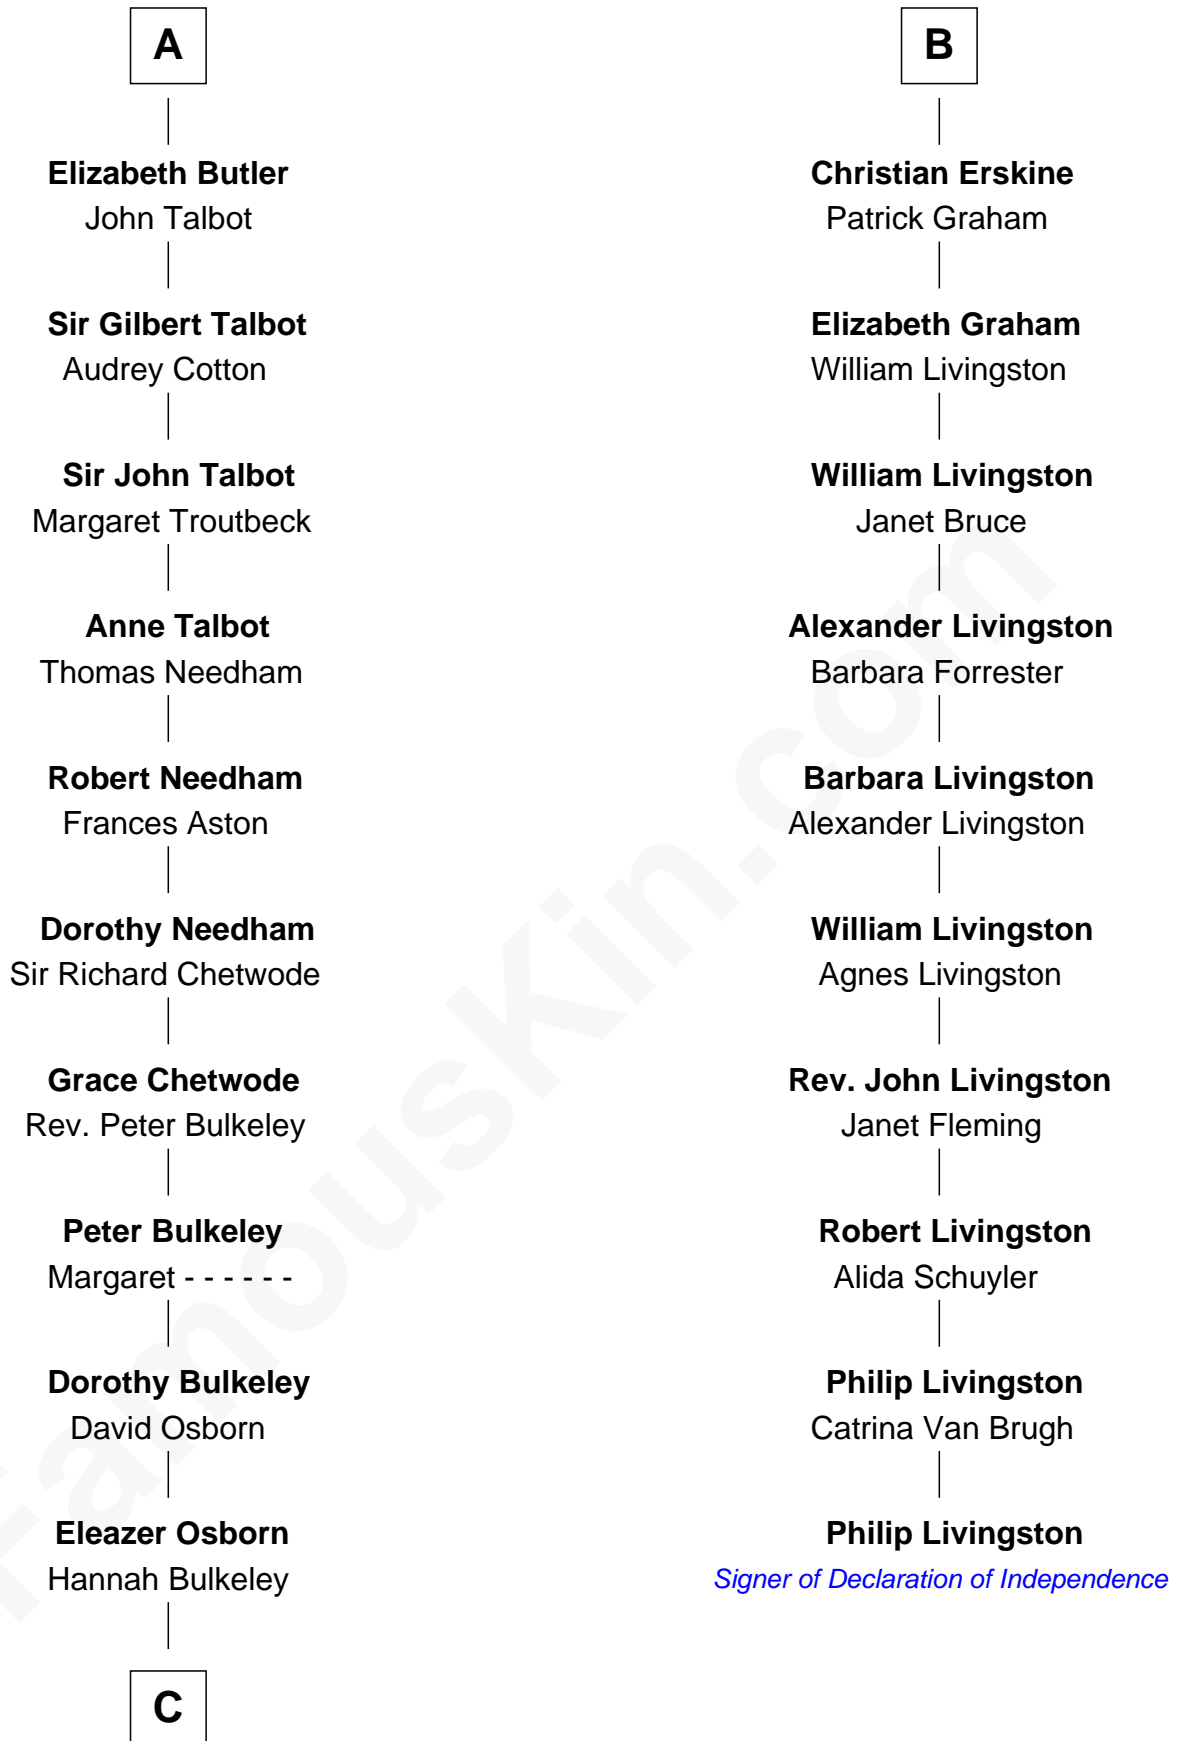 A
Elizabeth Butler
John Talbot
Sir Gilbert Talbot
Audrey Cotton
Sir John Talbot
Margaret Troutbeck
Anne Talbot
Thomas Needham
Robert Needham
Frances Aston
Dorothy Needham
Sir Richard Chetwode
Grace Chetwode
Rev. Peter Bulkeley
Peter Bulkeley
Margaret - - - - - -
Dorothy Bulkeley
David Osborn
Eleazer Osborn
Hannah Bulkeley
C
B
Christian Erskine
Patrick Graham
Elizabeth Graham
William Livingston
William Livingston
Janet Bruce
Alexander Livingston
Barbara Forrester
Barbara Livingston
Alexander Livingston
William Livingston
Agnes Livingston
Rev. John Livingston
Janet Fleming
Robert Livingston
Alida Schuyler
Philip Livingston
Catrina Van Brugh
Philip Livingston
Signer of Declaration of Independence
FamousKin.com